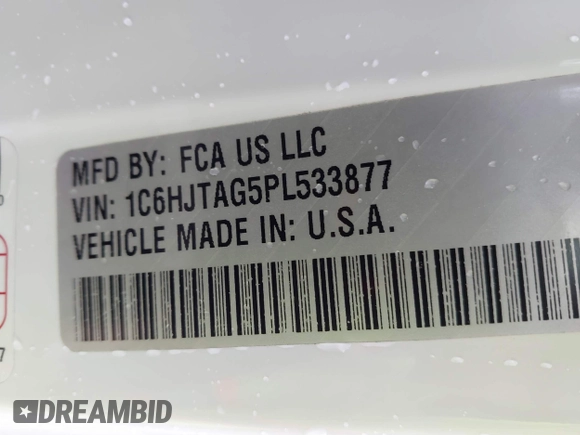 MFD BY: FCA US LLC
VIN: 1C6HJTAG5PL533877
VEHICLE MADE IN: U.S.A.
DREAMBID